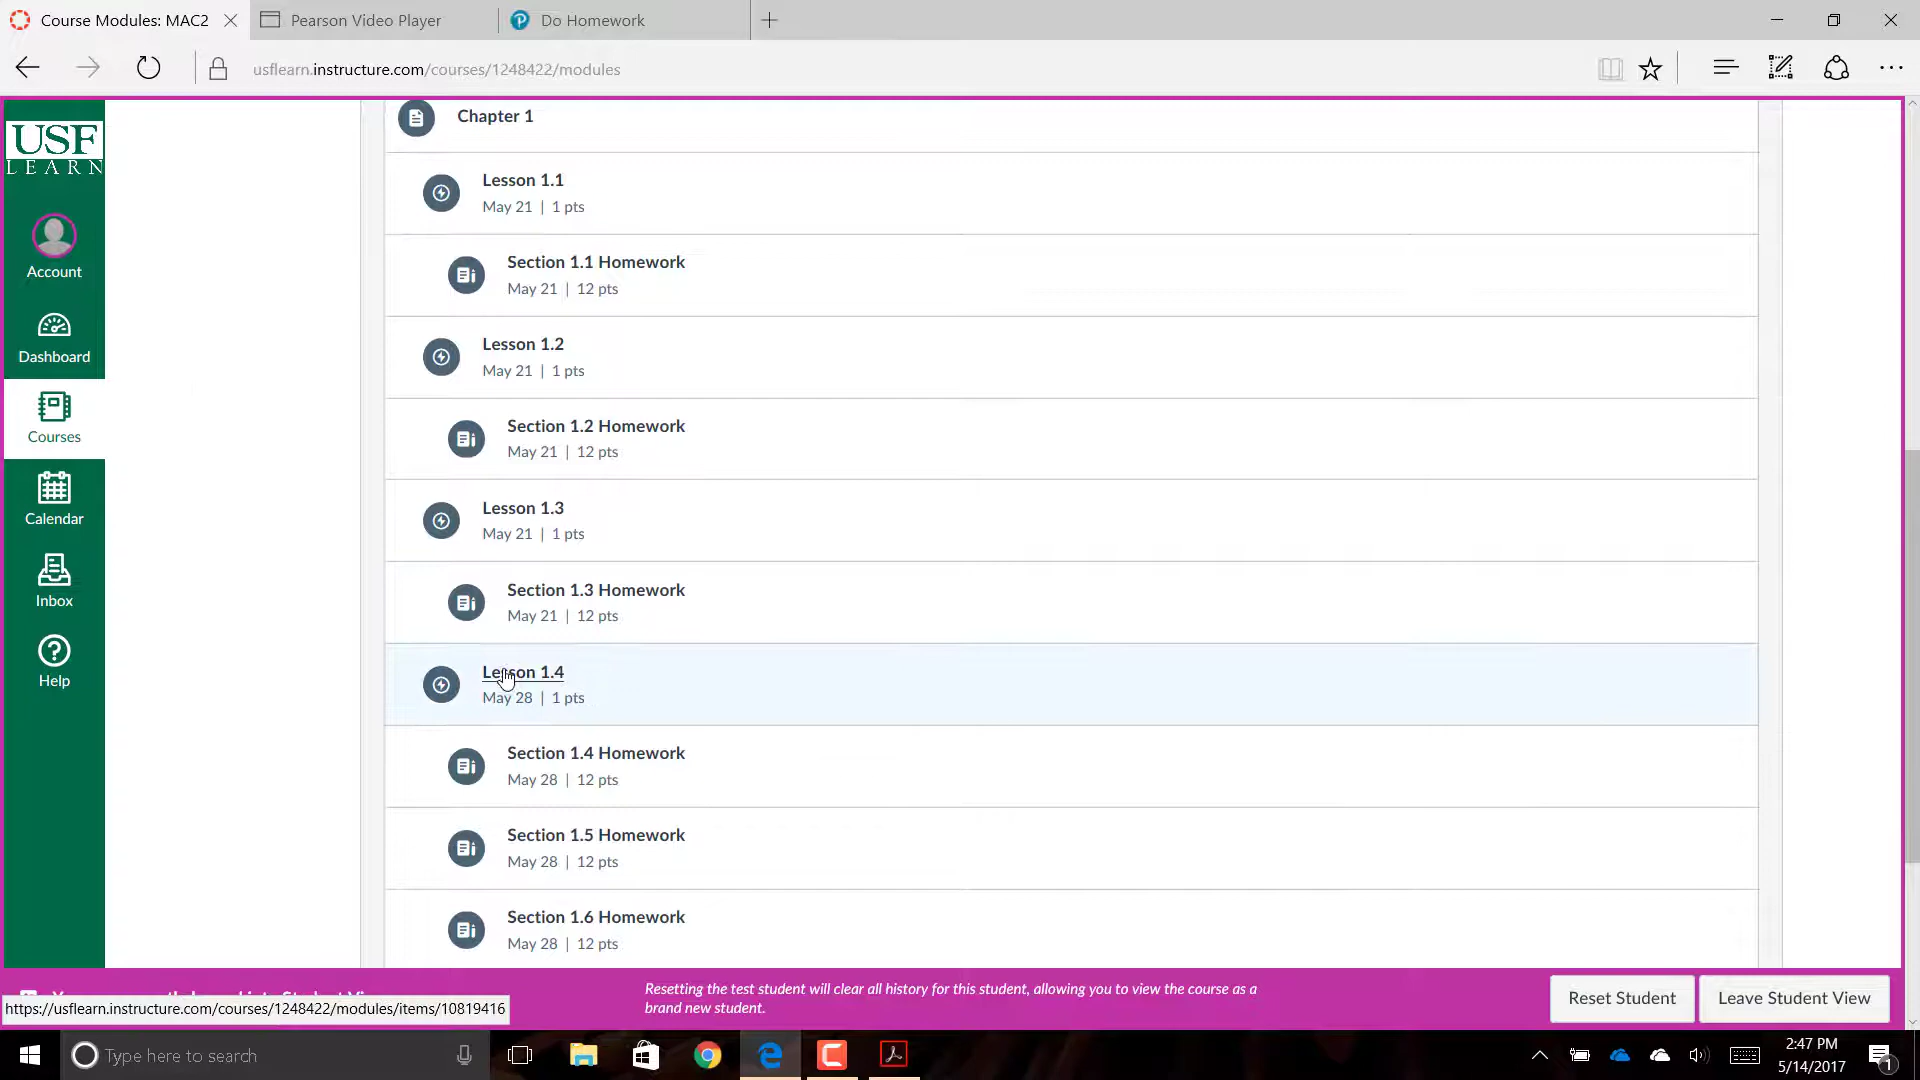 Course Modules: MAC2
Pearson Video Player
Do Homework
usflearn.instructure.com/courses/1248422/modules
USF
LEARN
Account
Dashboard
Courses
Calendar
Inbox
Help
Chapter 1
Lesson 1.1
May 21 | 1 pts
Section 1.1 Homework
May 21 | 12 pts
Lesson 1.2
May 21 | 1 pts
Section 1.2 Homework
May 21 | 12 pts
Lesson 1.3
May 21 | 1 pts
Section 1.3 Homework
May 21 | 12 pts
Lesson 1.4
May 28 | 1 pts
Section 1.4 Homework
May 28 | 12 pts
Section 1.5 Homework
May 28 | 12 pts
Section 1.6 Homework
May 28 | 12 pts
https://usflearn.instructure.com/courses/1248422/modules/items/10819416
Resetting the test student will clear all history for this student, allowing you to view the course as a
brand new student.
Reset Student
Leave Student View
Type here to search
2:47 PM
5/14/2017
1